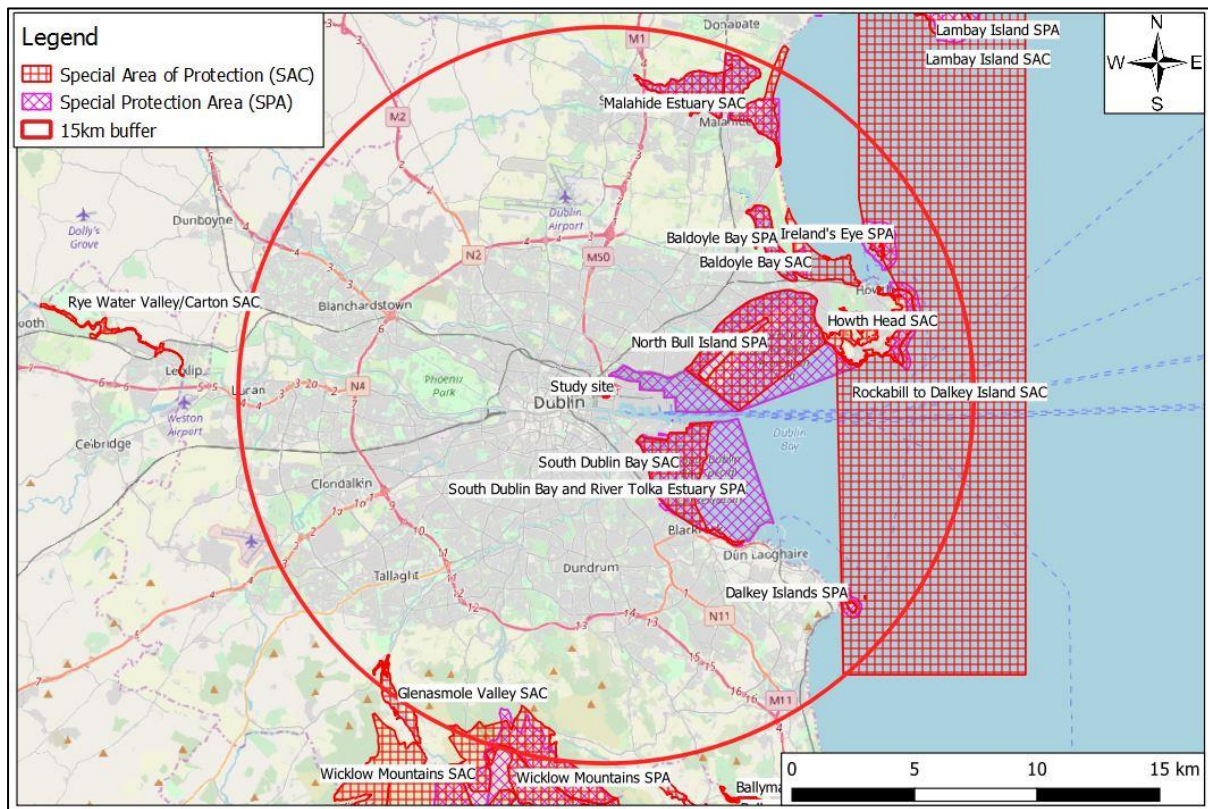 Legend
Special Area of Protection (SAC)
Special Protection Area (SPA)
15km buffer
N
W E
S
Donabate
Lambay Island SPA
Lambay Island SAC
M1
M2
Malahide Estuary SAC
Malahide
Dunboyne
Dublin
Airport
Dolly's
Grove
N2
M50
Baldoyle Bay SPA
Ireland's Eye SPA
Baldoyle Bay SAC
Rye Water Valley/Carton SAC
Blanchardstown
Howth Head SAC
North Bull Island SPA
Phoenix
Park
Study site
Dublin
N4
Lucan
Weston
Airport
Rockabill to Dalkey Island SAC
Dublin
Bay
Celbridge
South Dublin Bay SAC
Clondalkin
South Dublin Bay and River Tolka Estuary SPA
Dún Laoghaire
Tallaght
Dundrum
Dalkey Islands SPA
N11
M11
Glenasmole Valley SAC
Wicklow Mountains SAC
Wicklow Mountains SPA
0 5 10 15 km